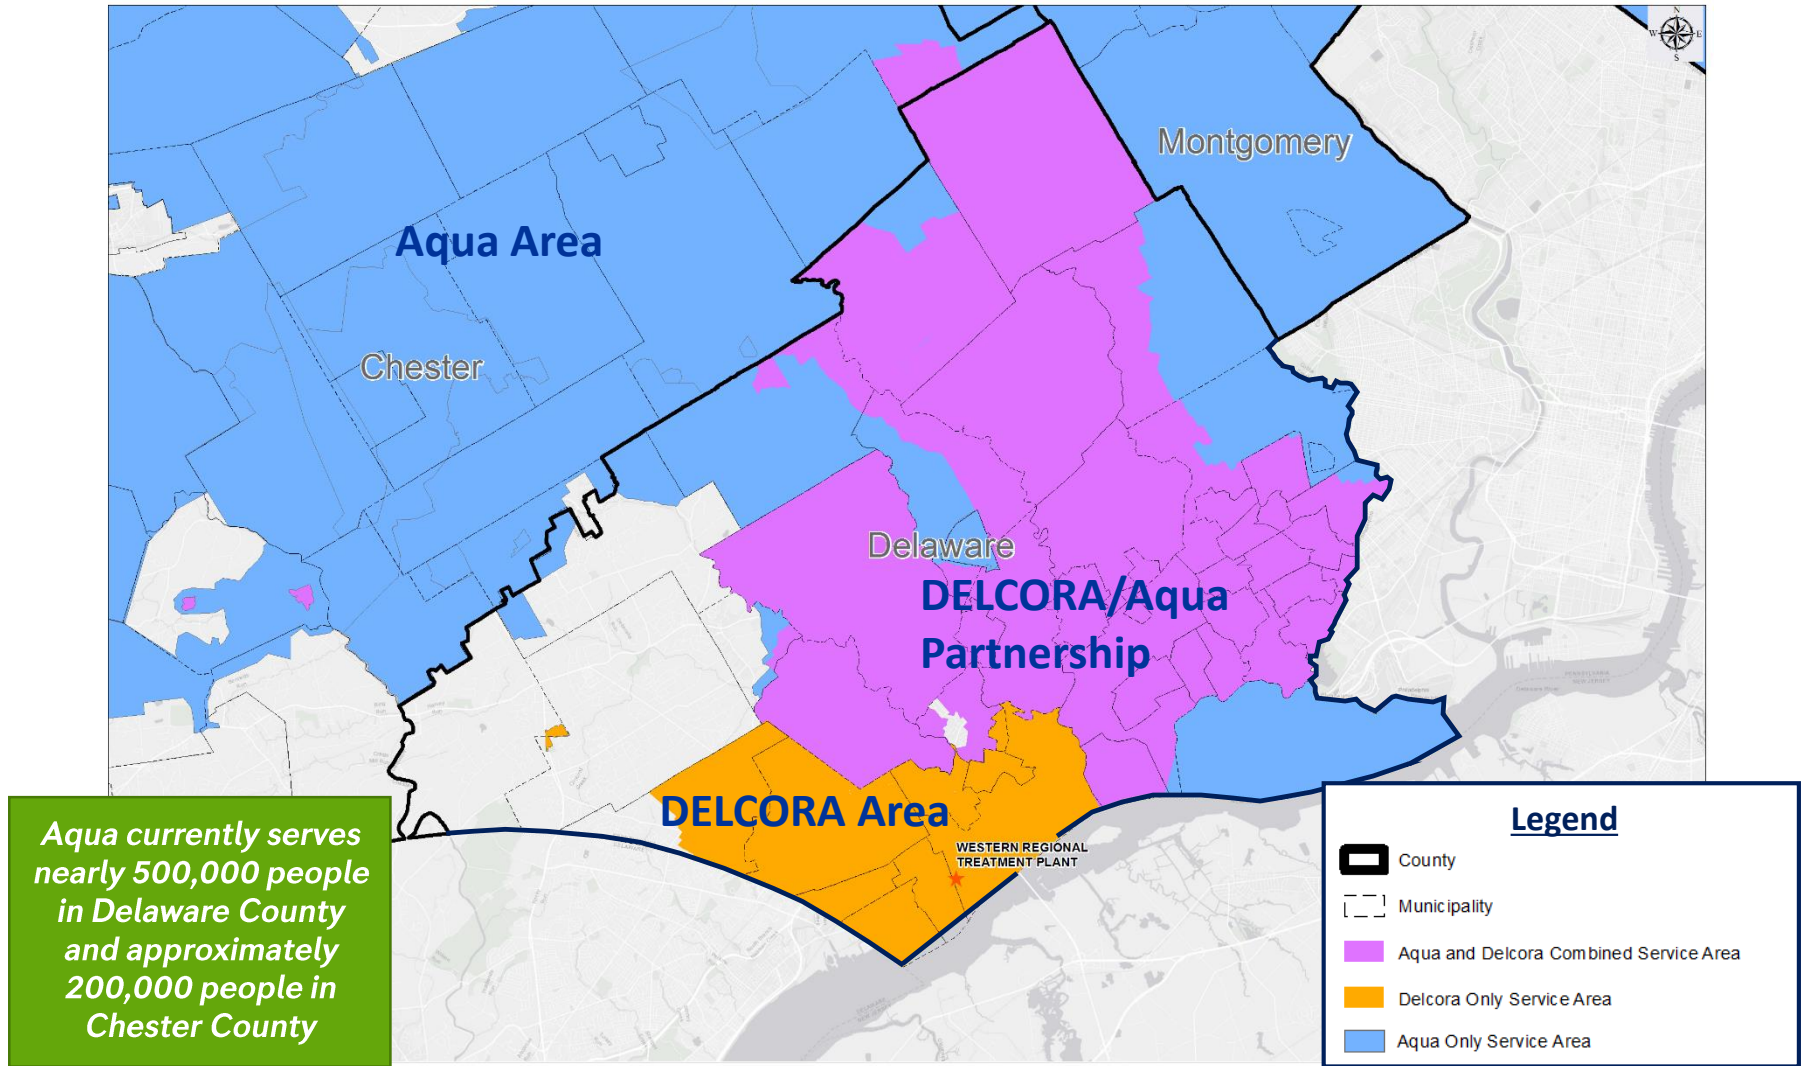 N
W E
S
Montgomery
Aqua Area
Chester
Delaware
DELCORA/Aqua
Partnership
DELCORA Area
WESTERN REGIONAL
TREATMENT PLANT
Aqua currently serves
nearly 500,000 people
in Delaware County
and approximately
200,000 people in
Chester County
Legend
County
Municipality
Aqua and Delcora Combined Service Area
Delcora Only Service Area
Aqua Only Service Area